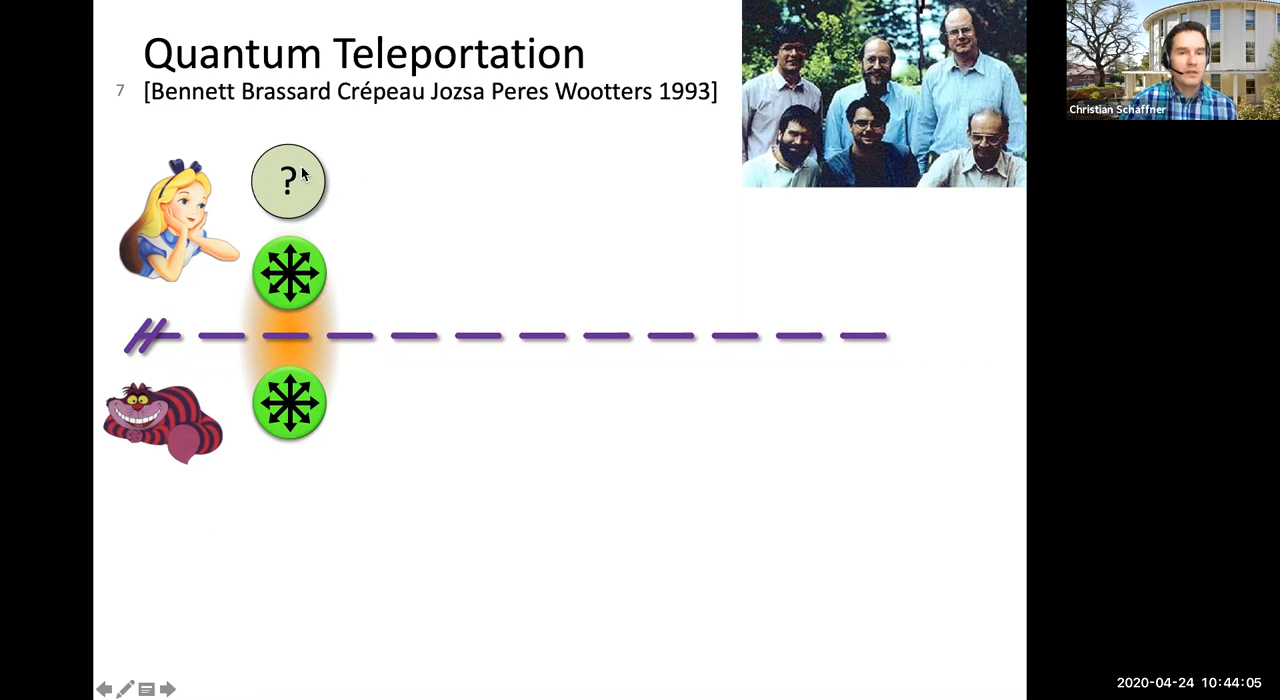 Quantum Teleportation
7
[Bennett Brassard Crépeau Jozsa Peres Wootters 1993]
?
Christian Schaffner
2020-04-24 10:44:05